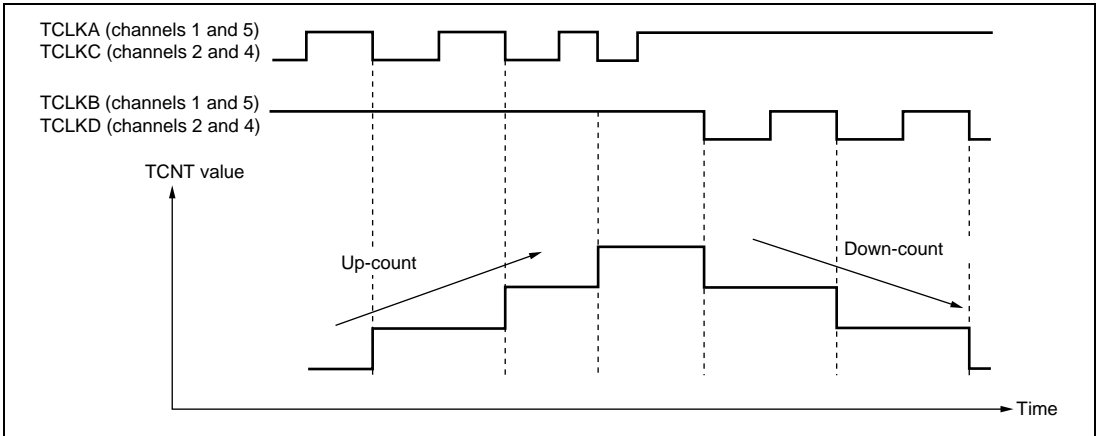 TCLKA (channels 1 and 5)
TCLKC (channels 2 and 4)
TCLKB (channels 1 and 5)
TCLKD (channels 2 and 4)
TCNT value
Up-count
Down-count
Time